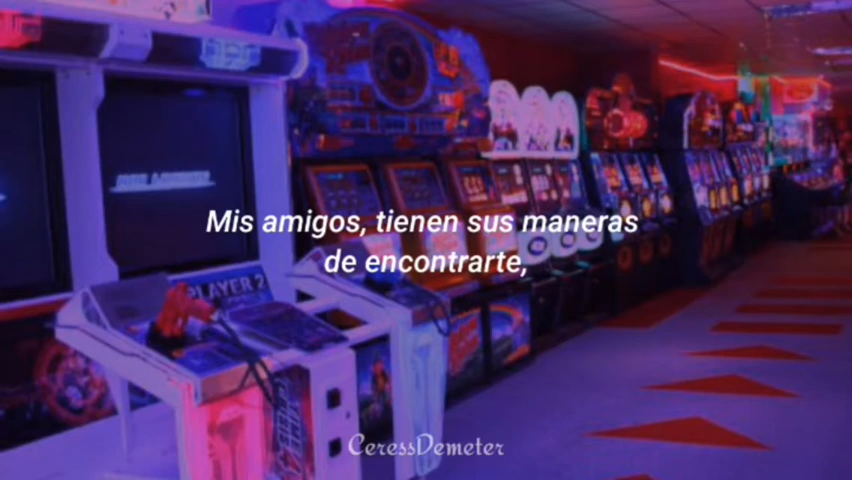 PLAYER 2
Mis amigos, tienen sus maneras
de encontrarte,
CeressDemeter